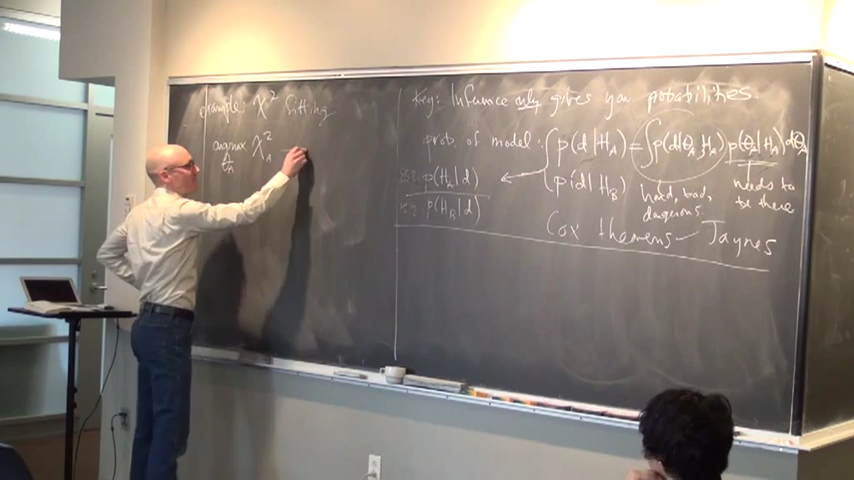 example χ² fitting
argmax χ²_A —
θ_A
Key: Inference only gives you probabilities.
prob. of model: p(d|H_A) = ∫p(d|θ_A,H_A) p(θ_A|H_A)dθ_A
p(d|H_B)
p(H_A|d)
p(H_B|d)
hard, bad, dangerous.
needs to be there
Cox theorems — Jaynes